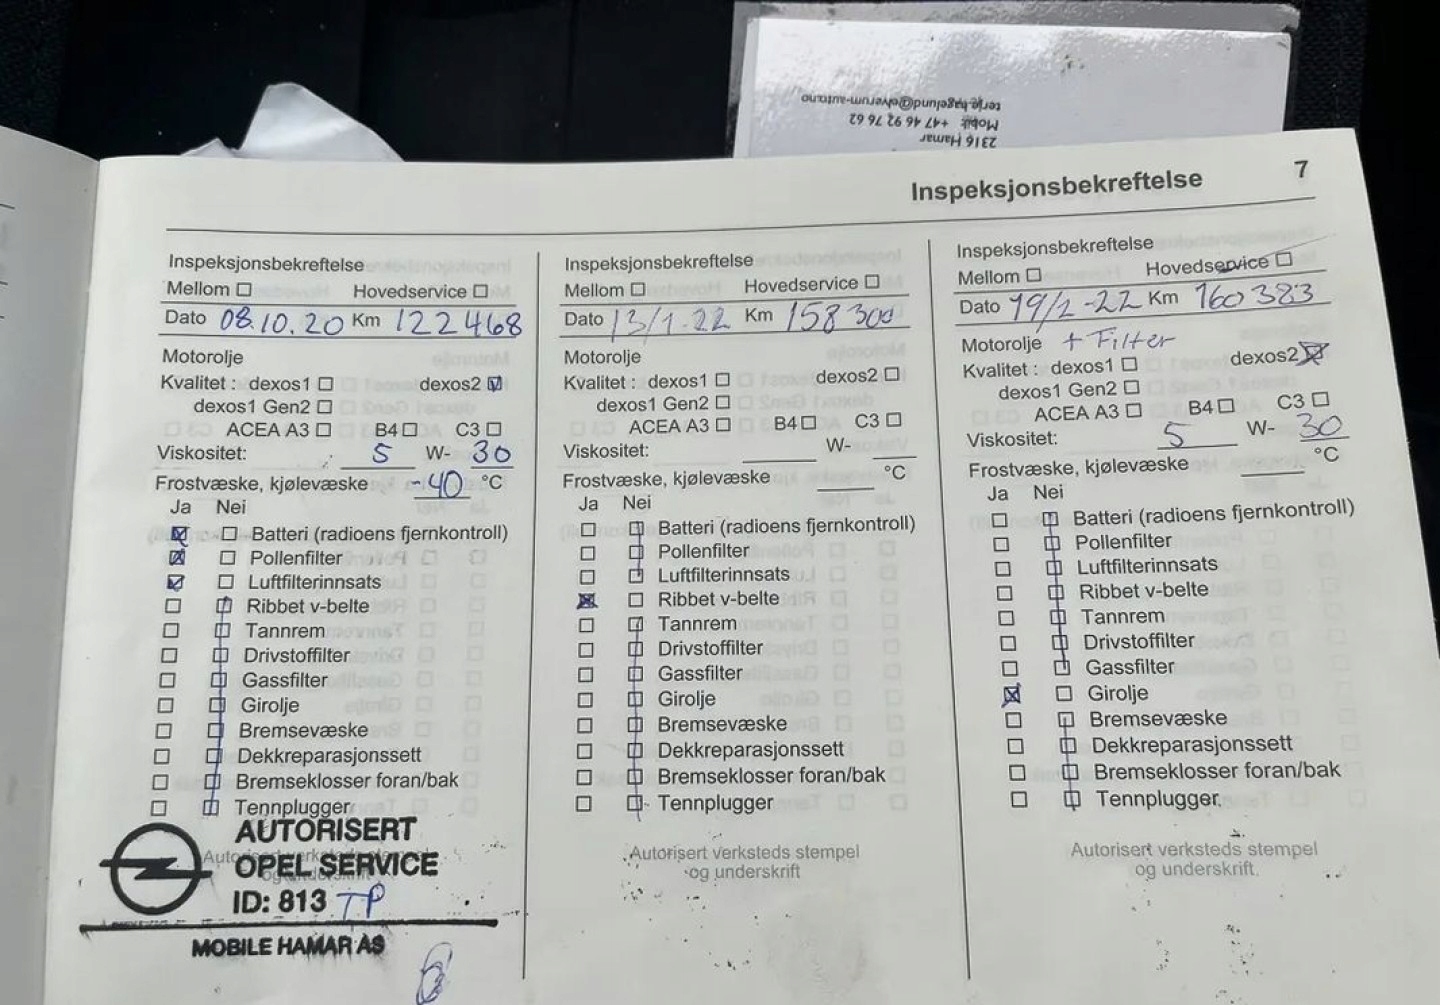 terje.hagelund@elverum-auto.no
Mobil: +47 46 92 76 62
2316 Hamar
Inspeksjonsbekreftelse 7
Inspeksjonsbekreftelse
Mellom ☐ Hovedservice ☐
Dato 08.10.20 Km 122468
Motorolje
Kvalitet : dexos1 ☐ dexos2 ☑
dexos1 Gen2 ☐
ACEA A3 ☐ B4 ☐ C3 ☐
Viskositet: 5 W- 30
Frostvæske, kjølevæske -40 °C
Ja Nei
☒ ☐ Batteri (radioens fjernkontroll)
☒ ☐ Pollenfilter
☑ ☐ Luftfilterinnsats
☐ ☐ Ribbet v-belte
☐ ☐ Tannrem
☐ ☐ Drivstoffilter
☐ ☐ Gassfilter
☐ ☐ Girolje
☐ ☐ Bremsevæske
☐ ☐ Dekkreparasjonssett
☐ ☐ Bremseklosser foran/bak
☐ ☐ Tennplugger
Autorisert verksteds stempel
og underskrift
AUTORISERT
OPEL SERVICE
ID: 813 TP
MOBILE HAMAR AS
Inspeksjonsbekreftelse
Mellom ☐ Hovedservice ☐
Dato 13/1.22 Km 158300
Motorolje
Kvalitet : dexos1 ☐ dexos2 ☐
dexos1 Gen2 ☐
ACEA A3 ☐ B4 ☐ C3 ☐
Viskositet: W-
Frostvæske, kjølevæske °C
Ja Nei
☐ ☐ Batteri (radioens fjernkontroll)
☐ ☐ Pollenfilter
☐ ☐ Luftfilterinnsats
☒ ☐ Ribbet v-belte
☐ ☐ Tannrem
☐ ☐ Drivstoffilter
☐ ☐ Gassfilter
☐ ☐ Girolje
☐ ☐ Bremsevæske
☐ ☐ Dekkreparasjonssett
☐ ☐ Bremseklosser foran/bak
☐ ☐ Tennplugger
Autorisert verksteds stempel
og underskrift
Inspeksjonsbekreftelse
Mellom ☐ Hovedservice ☐
Dato 19/2-22 Km 160383
Motorolje + Filter
Kvalitet : dexos1 ☐ dexos2 ☒
dexos1 Gen2 ☐
ACEA A3 ☐ B4 ☐ C3 ☐
Viskositet: 5 W- 30
Frostvæske, kjølevæske °C
Ja Nei
☐ ☐ Batteri (radioens fjernkontroll)
☐ ☐ Pollenfilter
☐ ☐ Luftfilterinnsats
☐ ☐ Ribbet v-belte
☐ ☐ Tannrem
☐ ☐ Drivstoffilter
☐ ☐ Gassfilter
☒ ☐ Girolje
☐ ☐ Bremsevæske
☐ ☐ Dekkreparasjonssett
☐ ☐ Bremseklosser foran/bak
☐ ☐ Tennplugger
Autorisert verksteds stempel
og underskrift